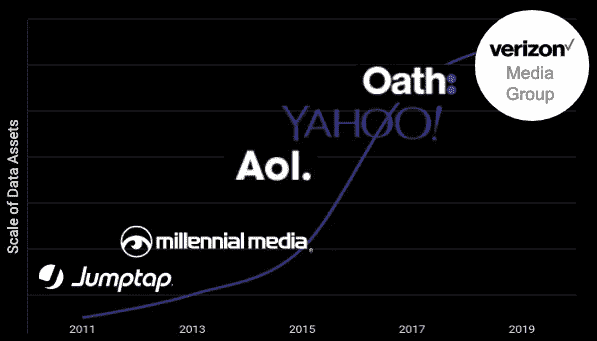 verizon✓
Media
Group
Oath:
YAHOO!
Aol.
millennial media®
Jumptap.
Scale of Data Assets
2011 2013 2015 2017 2019